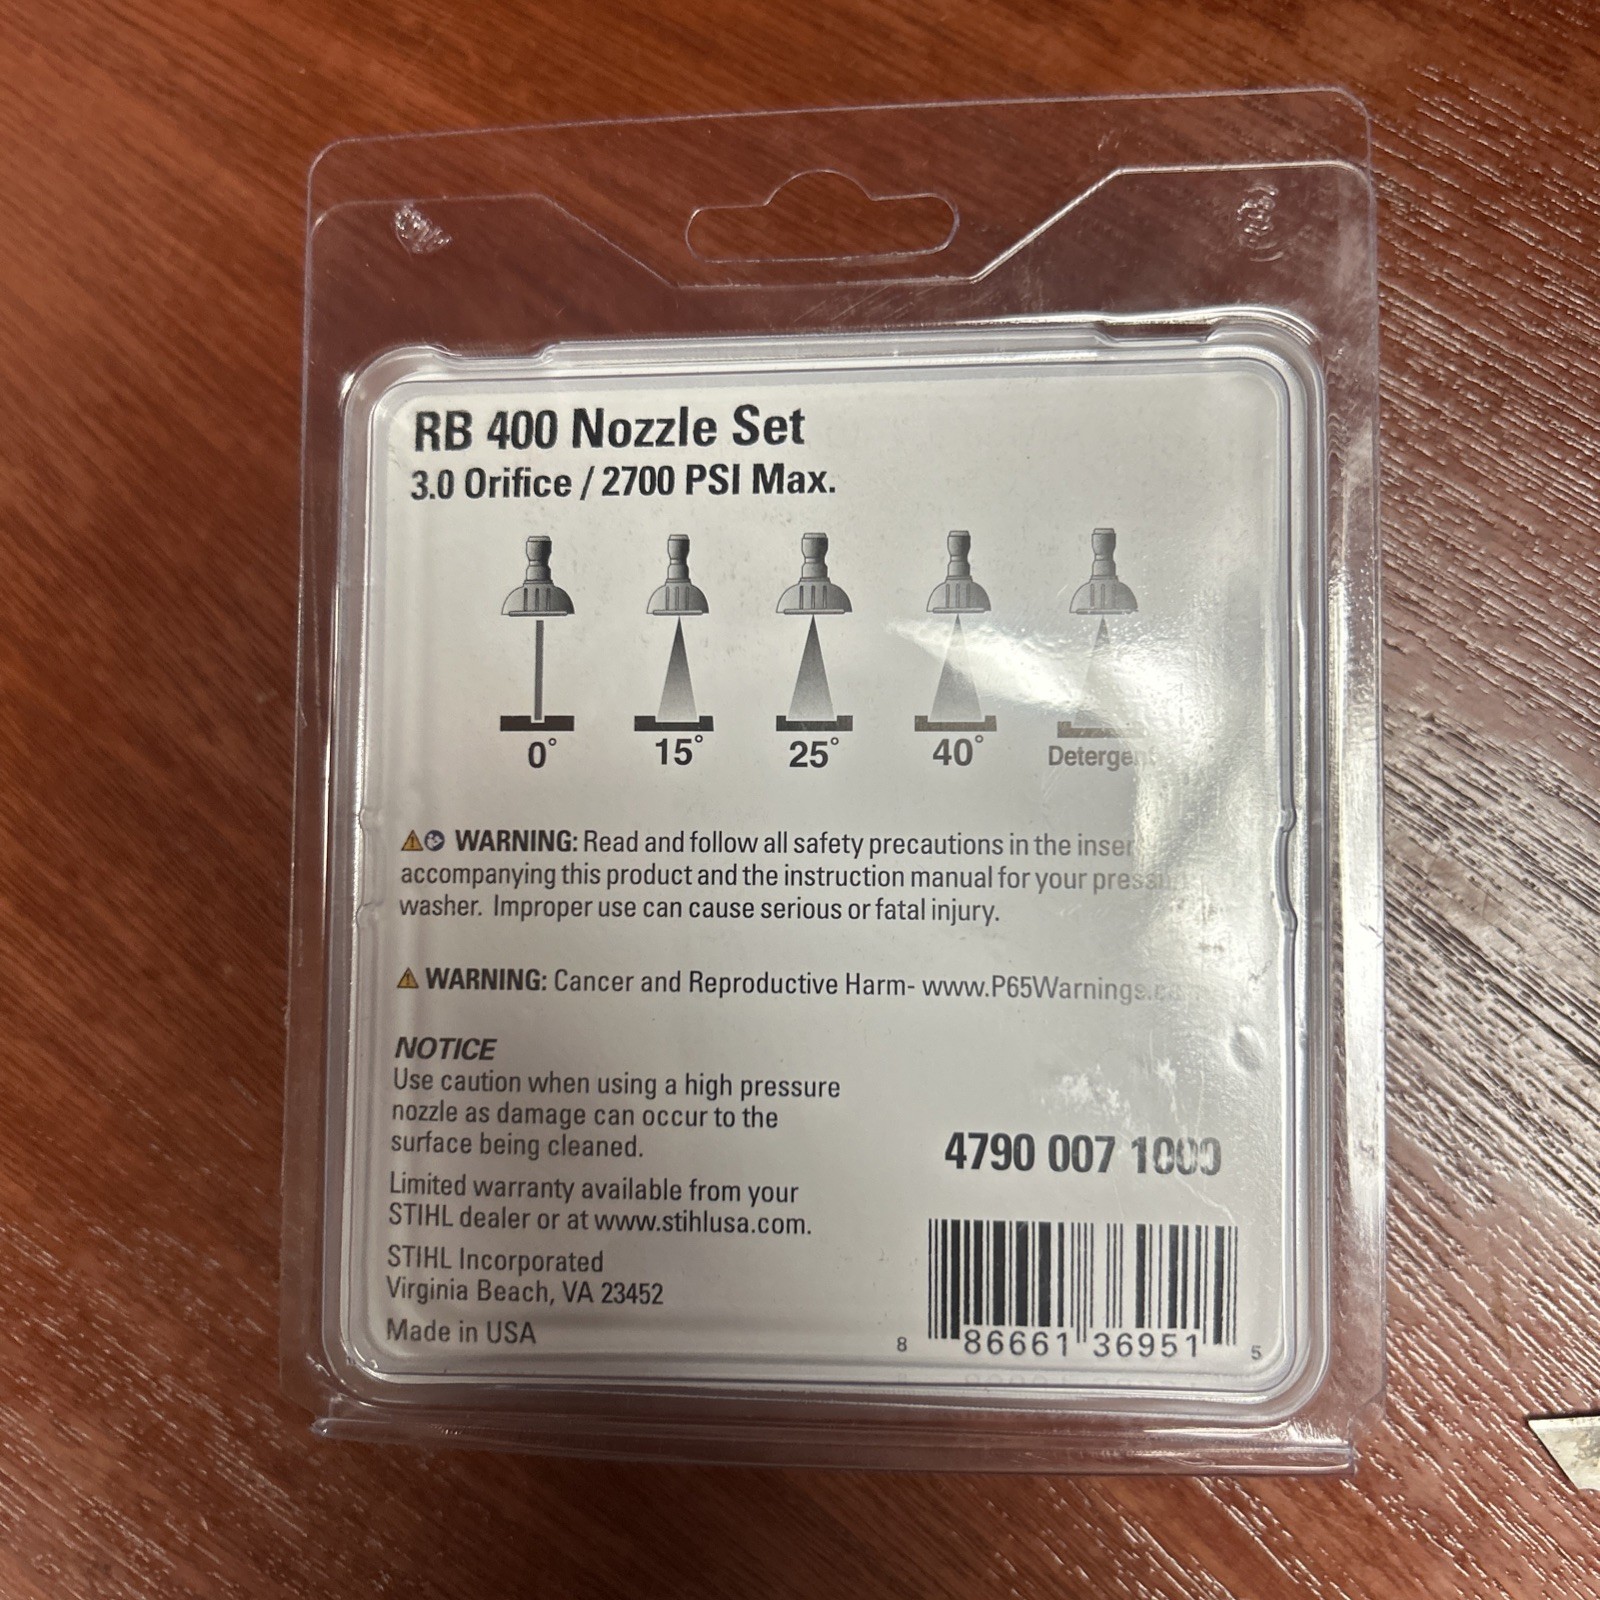 RB 400 Nozzle Set
3.0 Orifice / 2700 PSI Max.
0° 15° 25° 40° Detergent
WARNING: Read and follow all safety precautions in the
accompanying this product and the instruction manual for your pressure
washer. Improper use can cause serious or fatal injury.
WARNING: Cancer and Reproductive Harm- www.P65Warnings.ca
NOTICE
Use caution when using a high pressure
nozzle as damage can occur to the
surface being cleaned.
Limited warranty available from your
STIHL dealer or at www.stihlusa.com.
STIHL Incorporated
Virginia Beach, VA 23452
Made in USA
4790 007 1000
8 86661 36951 5